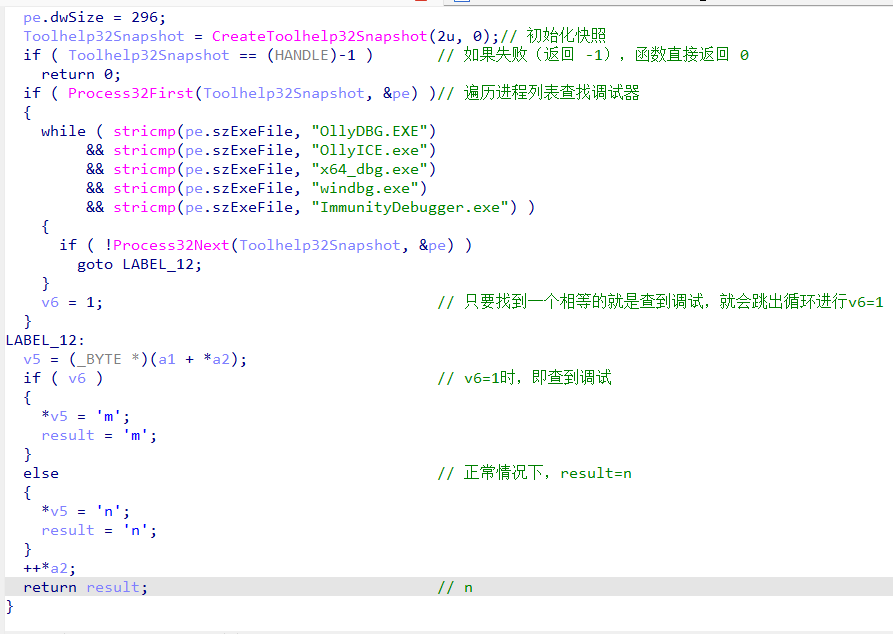 pe.dwSize = 296;
Toolhelp32Snapshot = CreateToolhelp32Snapshot(2u, 0);// 初始化快照
if ( Toolhelp32Snapshot == (HANDLE)-1 ) // 如果失败（返回 -1），函数直接返回 0
return 0;
if ( Process32First(Toolhelp32Snapshot, &pe) )// 遍历进程列表查找调试器
{
while ( stricmp(pe.szExeFile, "OllyDBG.EXE")
&& stricmp(pe.szExeFile, "OllyICE.exe")
&& stricmp(pe.szExeFile, "x64_dbg.exe")
&& stricmp(pe.szExeFile, "windbg.exe")
&& stricmp(pe.szExeFile, "ImmunityDebugger.exe") )
{
if ( !Process32Next(Toolhelp32Snapshot, &pe) )
goto LABEL_12;
}
v6 = 1; // 只要找到一个相等的就是查到调试，就会跳出循环进行v6=1
}
LABEL_12:
v5 = (_BYTE *)(a1 + *a2);
if ( v6 ) // v6=1时，即查到调试
{
*v5 = 'm';
result = 'm';
}
else // 正常情况下，result=n
{
*v5 = 'n';
result = 'n';
}
++*a2;
return result; // n
}